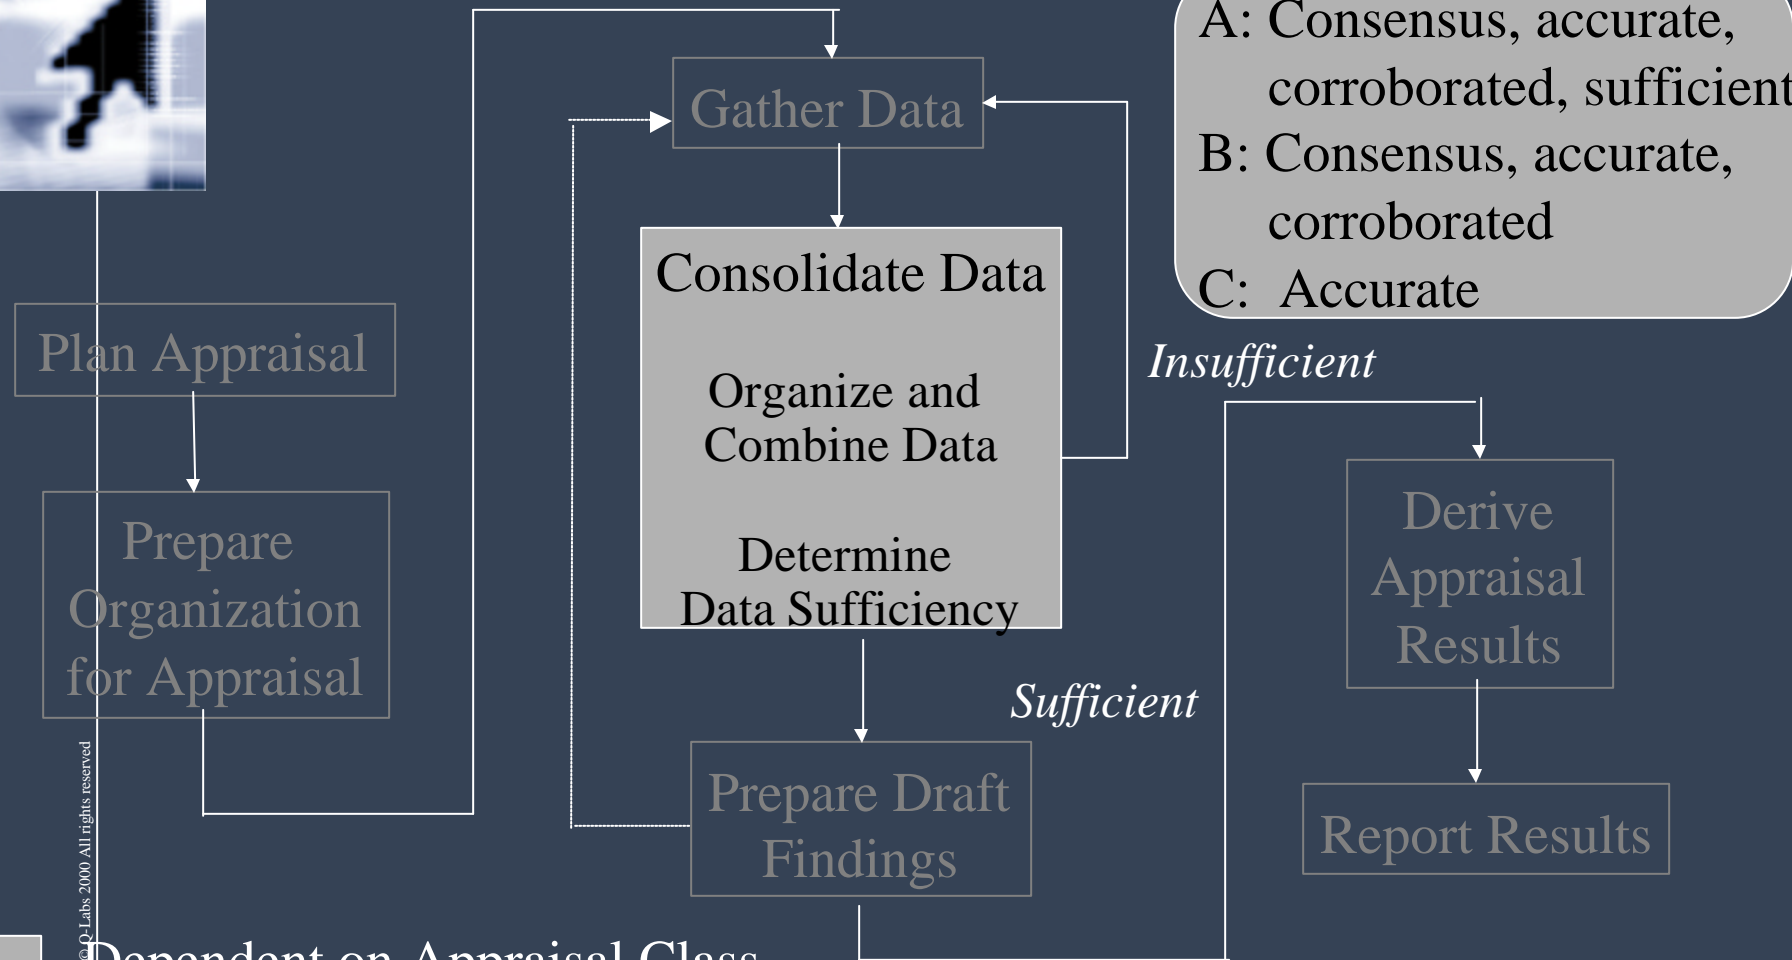 A: Consensus, accurate,
corroborated, sufficient
B: Consensus, accurate,
corroborated
C: Accurate
Gather Data
Consolidate Data
Organize and
Combine Data
Determine
Data Sufficiency
Insufficient
Sufficient
Plan Appraisal
Prepare
Organization
for Appraisal
Prepare Draft
Findings
Derive
Appraisal
Results
Report Results
© Q-Labs 2000 All rights reserved
Dependent on Appraisal Class